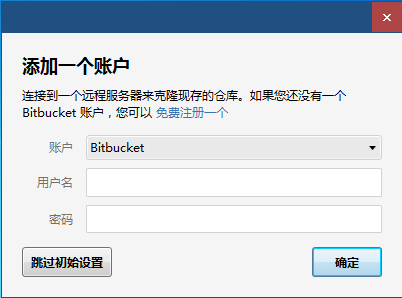 添加一个账户
连接到一个远程服务器来克隆现存的仓库。如果您还没有一个
Bitbucket 账户，您可以 免费注册一个
账户 Bitbucket
用户名
密码
跳过初始设置 确定